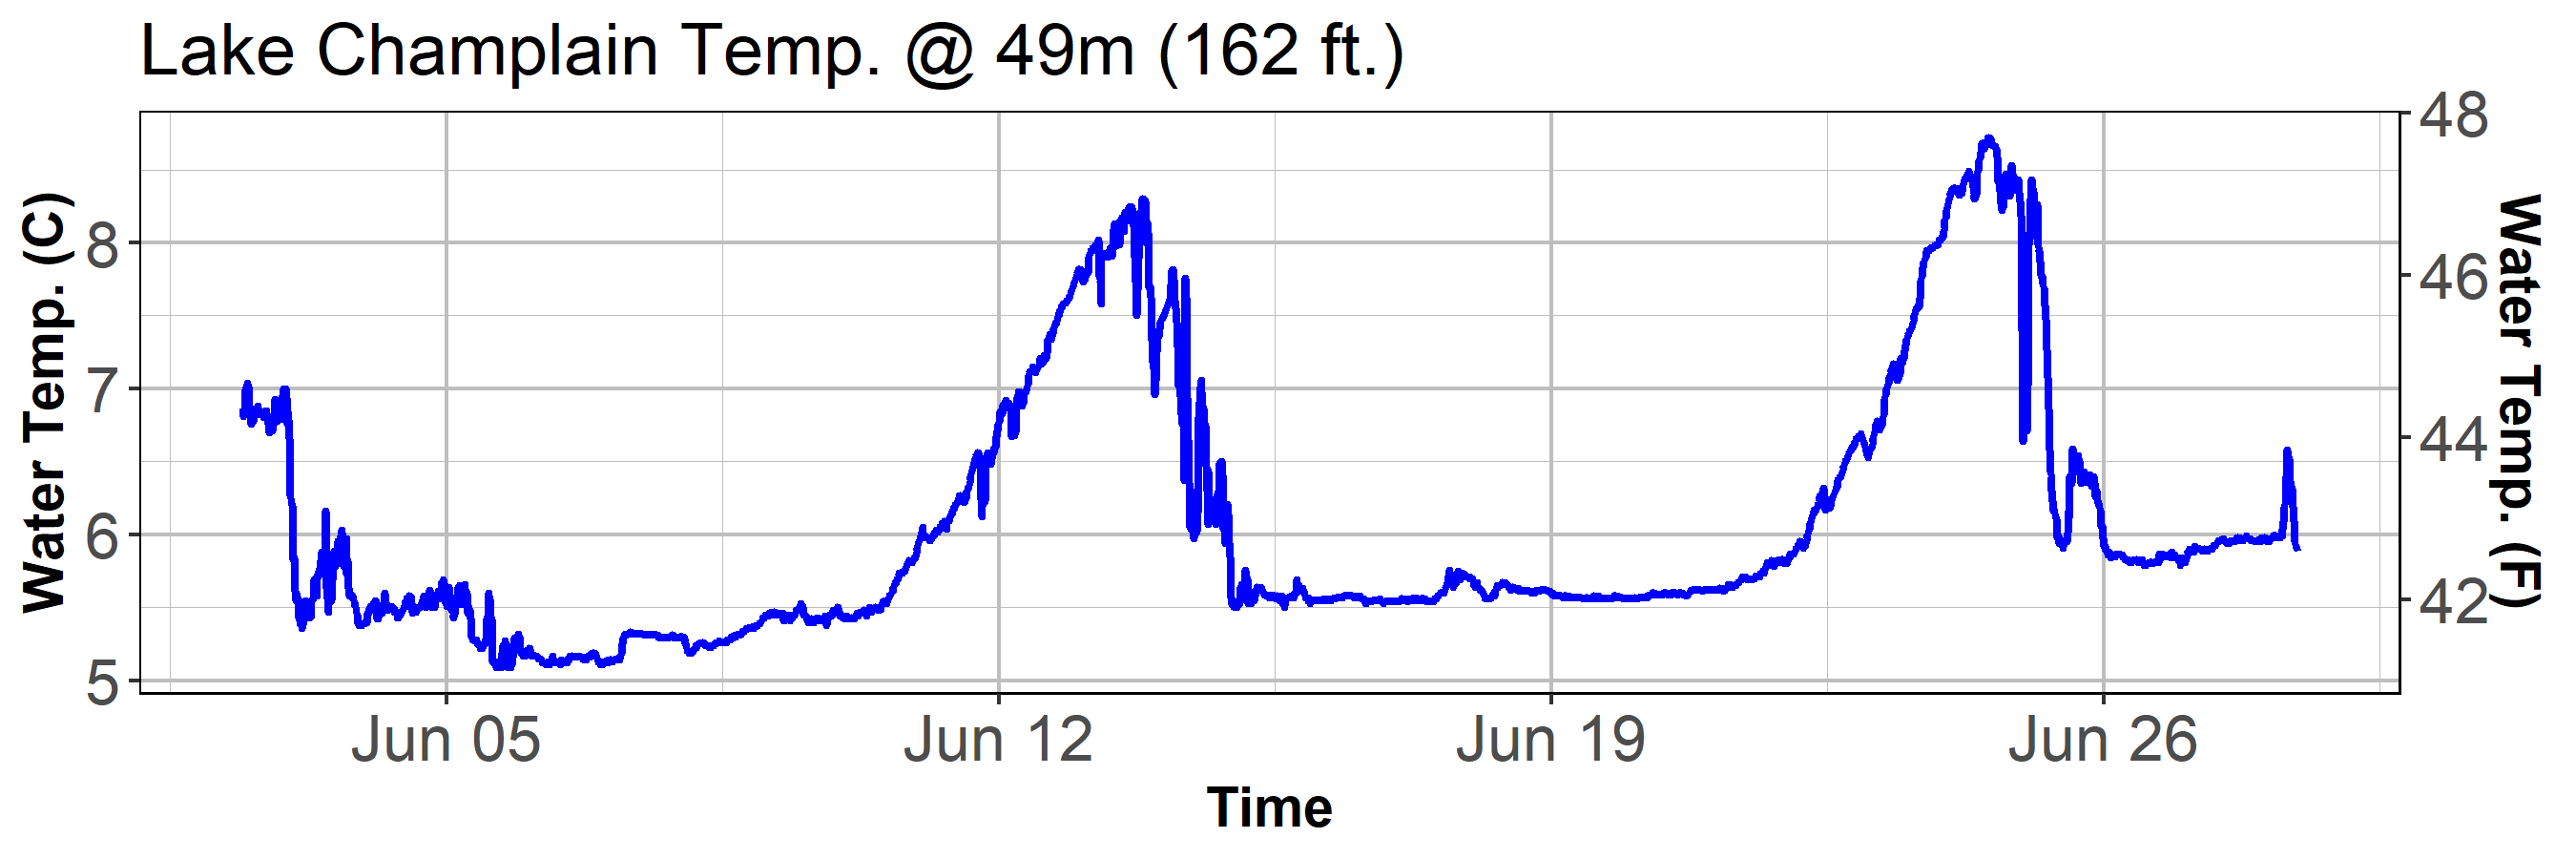 Lake Champlain Temp. @ 49m (162 ft.)
Water Temp. (C)
8
7
6
5
48
46
44
42
Water Temp. (F)
Jun 05 Jun 12 Jun 19 Jun 26
Time